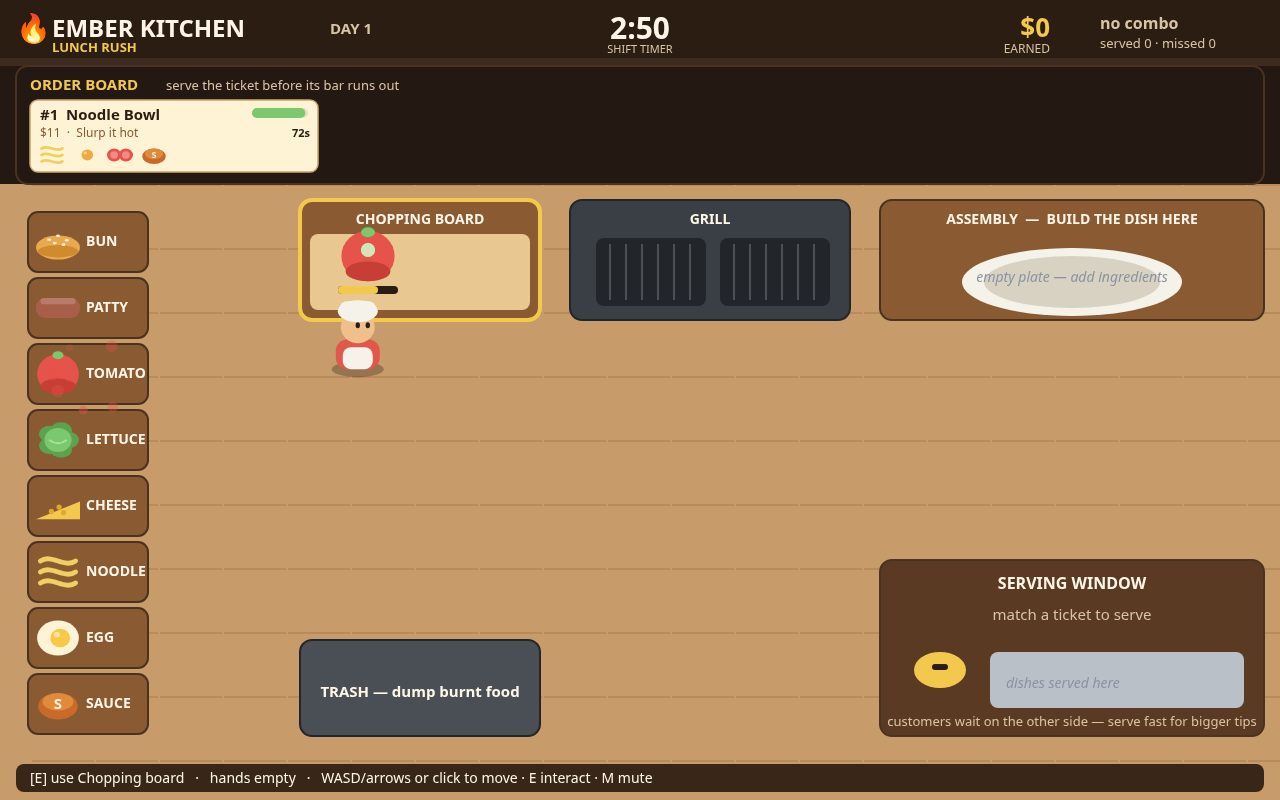 EMBER KITCHEN
LUNCH RUSH
DAY 1
2:50
SHIFT TIMER
$0
EARNED
no combo
served 0 · missed 0
ORDER BOARD serve the ticket before its bar runs out
#1 Noodle Bowl
$11 · Slurp it hot 72s
S
BUN
PATTY
TOMATO
LETTUCE
CHEESE
NOODLE
EGG
S SAUCE
CHOPPING BOARD
GRILL
ASSEMBLY — BUILD THE DISH HERE
empty plate — add ingredients
TRASH — dump burnt food
SERVING WINDOW
match a ticket to serve
dishes served here
customers wait on the other side — serve fast for bigger tips
[E] use Chopping board · hands empty · WASD/arrows or click to move · E interact · M mute